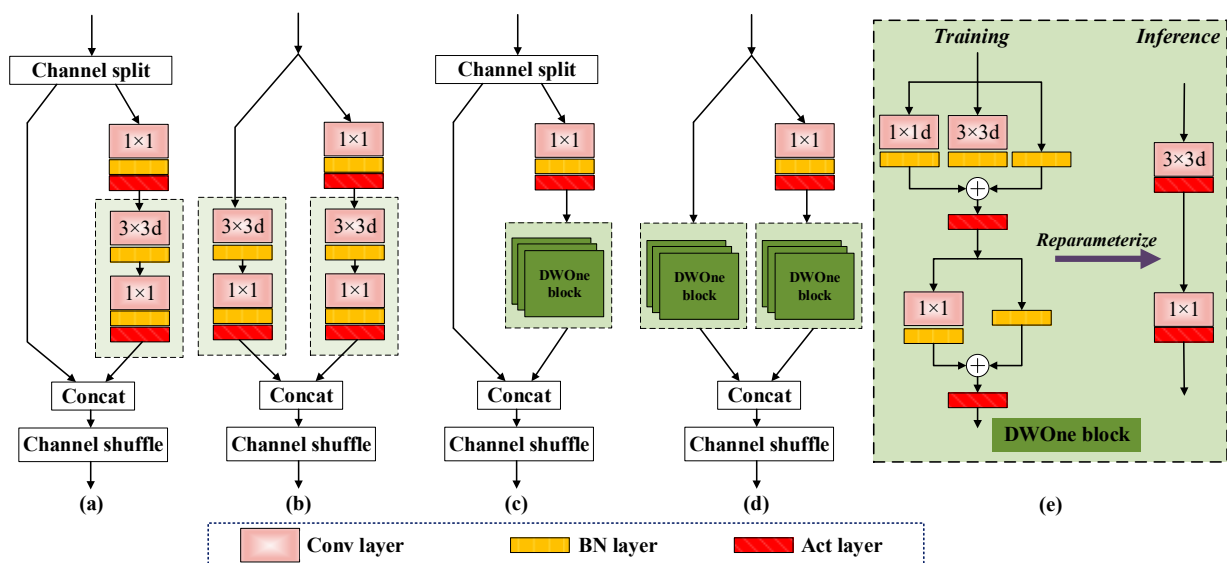 Channel split
1×1
3×3d
1×1
Concat
Channel shuffle
(a)
1×1
3×3d
3×3d
1×1
1×1
Concat
Channel shuffle
(b)
Channel split
1×1
DWOne
block
Concat
Channel shuffle
(c)
1×1
DWOne
block
DWOne
block
Concat
Channel shuffle
(d)
Training
Inference
1×1d
3×3d
3×3d
Reparameterize
1×1
1×1
DWOne block
(e)
Conv layer
BN layer
Act layer